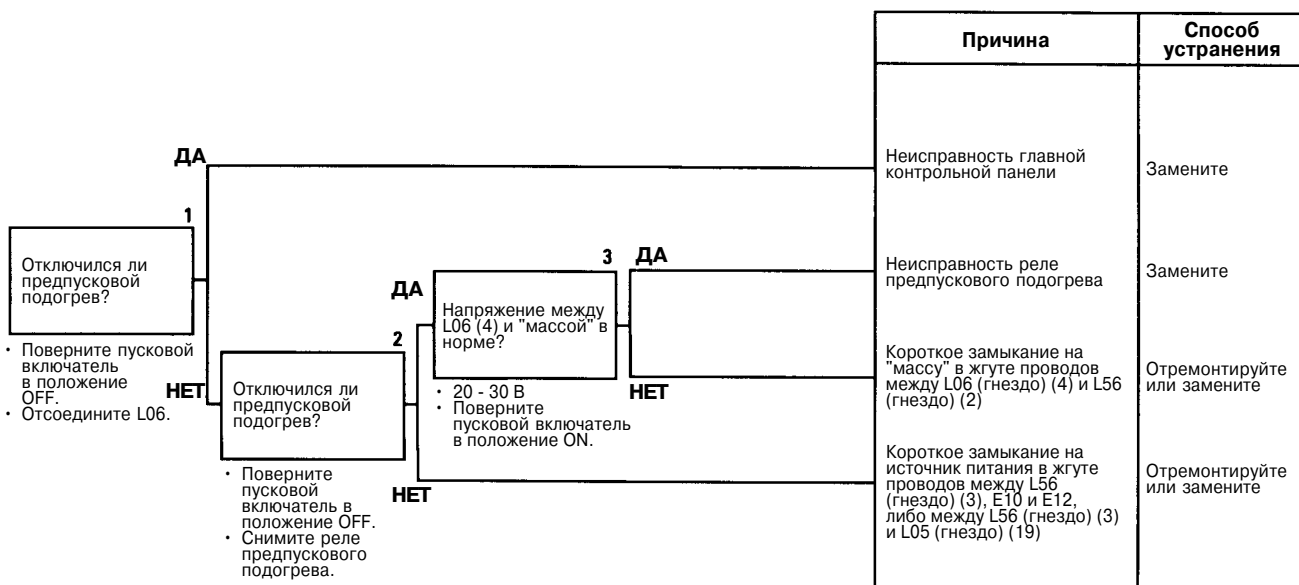 Причина
Способ
устранения
ДА
Неисправность главной
контрольной панели
Замените
1
Отключился ли
предпусковой
подогрев?
· Поверните пусковой
включатель
в положение
OFF.
· Отсоедините L06.
НЕТ
2
Отключился ли
предпусковой
подогрев?
· Поверните
пусковой
включатель в
положение OFF.
· Снимите реле
предпускового
подогрева.
ДА
3
Напряжение между
L06 (4) и "массой" в
норме?
· 20 - 30 В
· Поверните
пусковой включатель
в положение ON.
ДА
Неисправность реле
предпускового подогрева
Замените
НЕТ
Короткое замыкание на
"массу" в жгуте проводов
между L06 (гнездо) (4) и L56
(гнездо) (2)
Отремонтируйте
или замените
НЕТ
Короткое замыкание на
источник питания в жгуте
проводов между L56
(гнездо) (3), E10 и E12,
либо между L56 (гнездо) (3)
и L05 (гнездо) (19)
Отремонтируйте
или замените